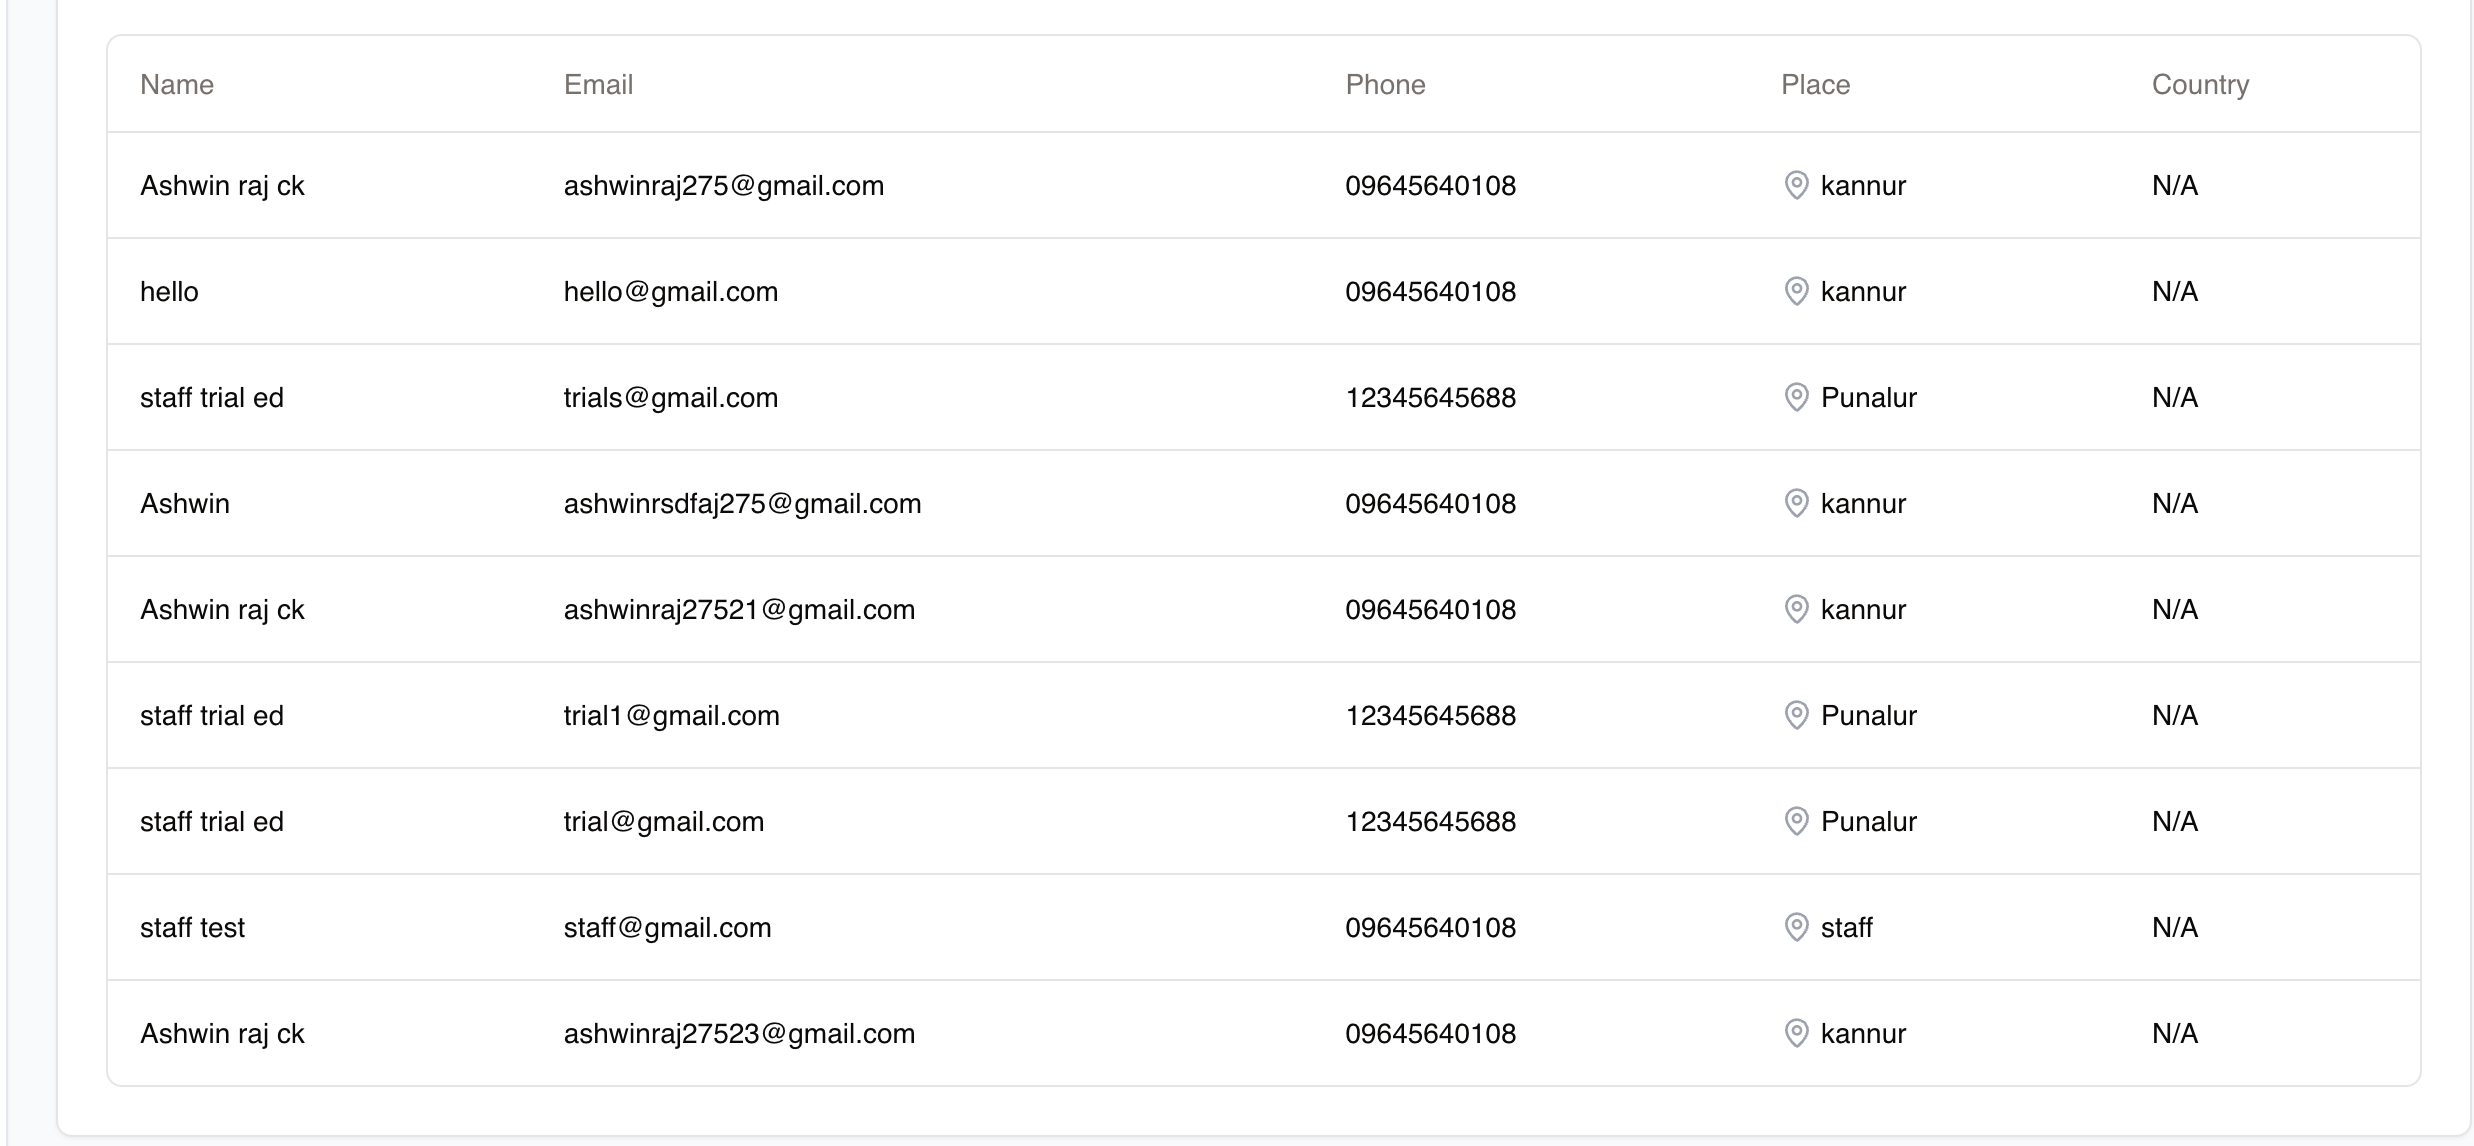 Name Email Phone Place Country
Ashwin raj ck ashwinraj275@gmail.com 09645640108 kannur N/A
hello hello@gmail.com 09645640108 kannur N/A
staff trial ed trials@gmail.com 12345645688 Punalur N/A
Ashwin ashwinrsdfaj275@gmail.com 09645640108 kannur N/A
Ashwin raj ck ashwinraj27521@gmail.com 09645640108 kannur N/A
staff trial ed trial1@gmail.com 12345645688 Punalur N/A
staff trial ed trial@gmail.com 12345645688 Punalur N/A
staff test staff@gmail.com 09645640108 staff N/A
Ashwin raj ck ashwinraj27523@gmail.com 09645640108 kannur N/A